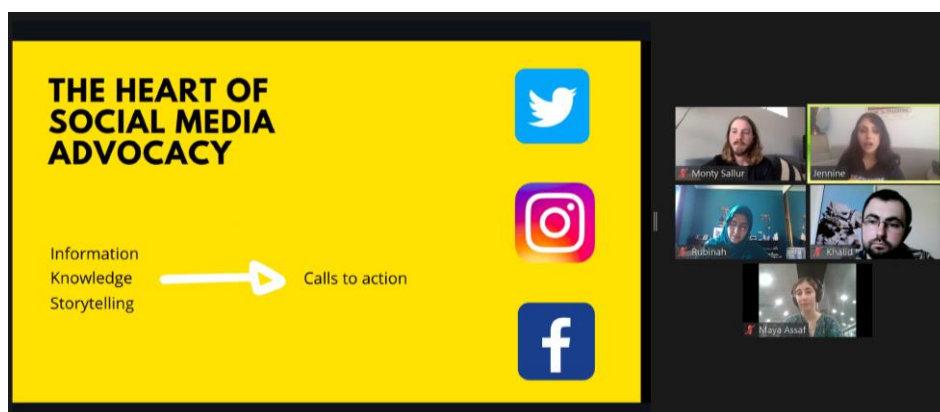 THE HEART OF
SOCIAL MEDIA
ADVOCACY
Information
Knowledge
Storytelling
Calls to action
Monty Sallur
Jennine
Rubinah
Khalid
Maya Assaf